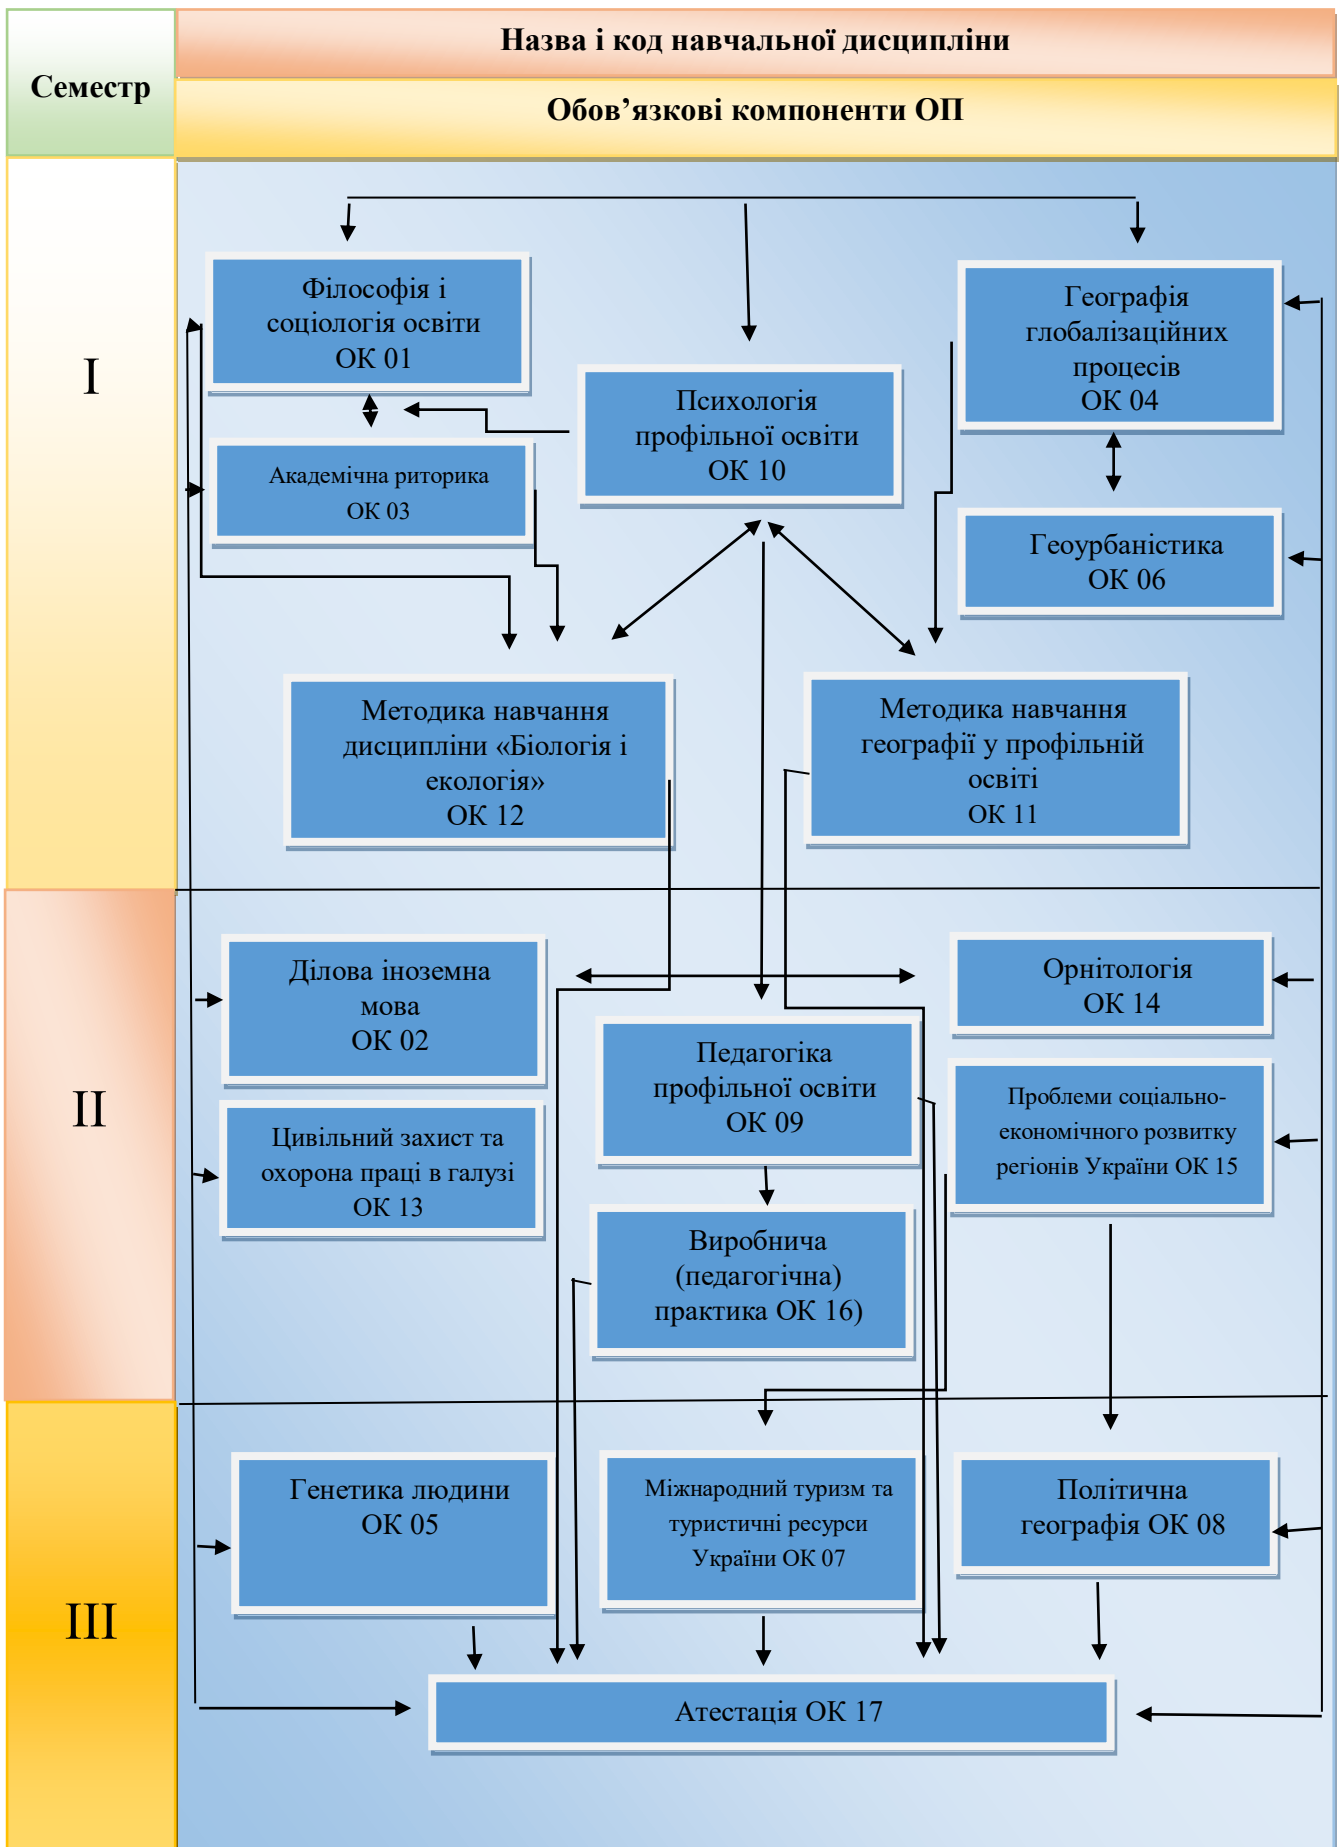 Семестр
Назва і код навчальної дисципліни
Обов’язкові компоненти ОП
I
Філософія і
соціологія освіти
ОК 01
Географія
глобалізаційних
процесів
ОК 04
Психологія
профільної освіти
ОК 10
Академічна риторика
ОК 03
Геоурбаністика
ОК 06
Методика навчання
дисципліни «Біологія і
екологія»
ОК 12
Методика навчання
географії у профільній
освіті
ОК 11
II
Ділова іноземна
мова
ОК 02
Орнітологія
ОК 14
Педагогіка
профільної освіти
ОК 09
Проблеми соціально-
економічного розвитку
регіонів України ОК 15
Цивільний захист та
охорона праці в галузі
ОК 13
Виробнича
(педагогічна)
практика ОК 16)
III
Генетика людини
ОК 05
Міжнародний туризм та
туристичні ресурси
України ОК 07
Політична
географія ОК 08
Атестація ОК 17